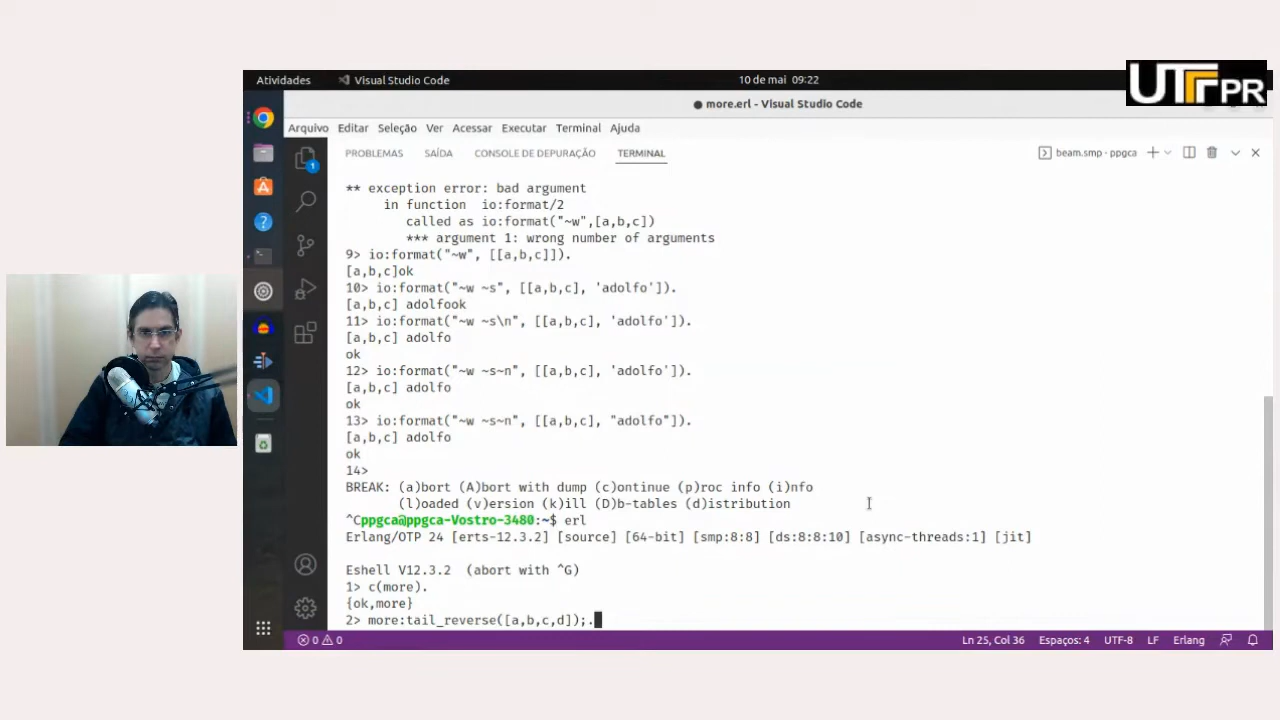 Atividades
Visual Studio Code
10 de mai 09:22
UTFPR
● more.erl - Visual Studio Code
Arquivo Editar Seleção Ver Acessar Executar Terminal Ajuda
PROBLEMAS SAÍDA CONSOLE DE DEPURAÇÃO TERMINAL
beam.smp - ppgca
1
** exception error: bad argument
in function io:format/2
called as io:format("~w",[a,b,c])
*** argument 1: wrong number of arguments
9> io:format("~w", [[a,b,c]]).
[a,b,c]ok
10> io:format("~w ~s", [[a,b,c], 'adolfo']).
[a,b,c] adolfook
11> io:format("~w ~s\n", [[a,b,c], 'adolfo']).
[a,b,c] adolfo
ok
12> io:format("~w ~s~n", [[a,b,c], 'adolfo']).
[a,b,c] adolfo
ok
13> io:format("~w ~s~n", [[a,b,c], "adolfo"]).
[a,b,c] adolfo
ok
14>
BREAK: (a)bort (A)bort with dump (c)ontinue (p)roc info (i)nfo
(l)oaded (v)ersion (k)ill (D)b-tables (d)istribution
^Cppgca@ppgca-Vostro-3480:~$ erl
Erlang/OTP 24 [erts-12.3.2] [source] [64-bit] [smp:8:8] [ds:8:8:10] [async-threads:1] [jit]
Eshell V12.3.2 (abort with ^G)
1> c(more).
{ok,more}
2> more:tail_reverse([a,b,c,d]);.
0 0
Ln 25, Col 36 Espaços: 4 UTF-8 LF Erlang